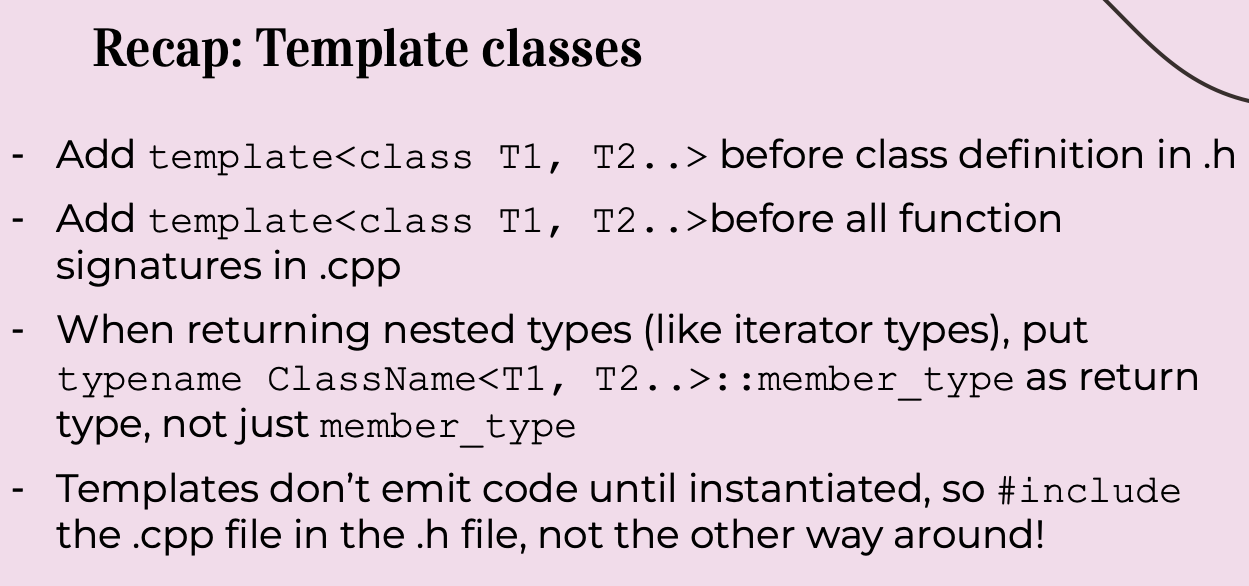 Recap: Template classes
- Add template<class T1, T2..> before class definition in .h
- Add template<class T1, T2..>before all function
signatures in .cpp
- When returning nested types (like iterator types), put
typename ClassName<T1, T2..>::member_type as return
type, not just member_type
- Templates don’t emit code until instantiated, so #include
the .cpp file in the .h file, not the other way around!